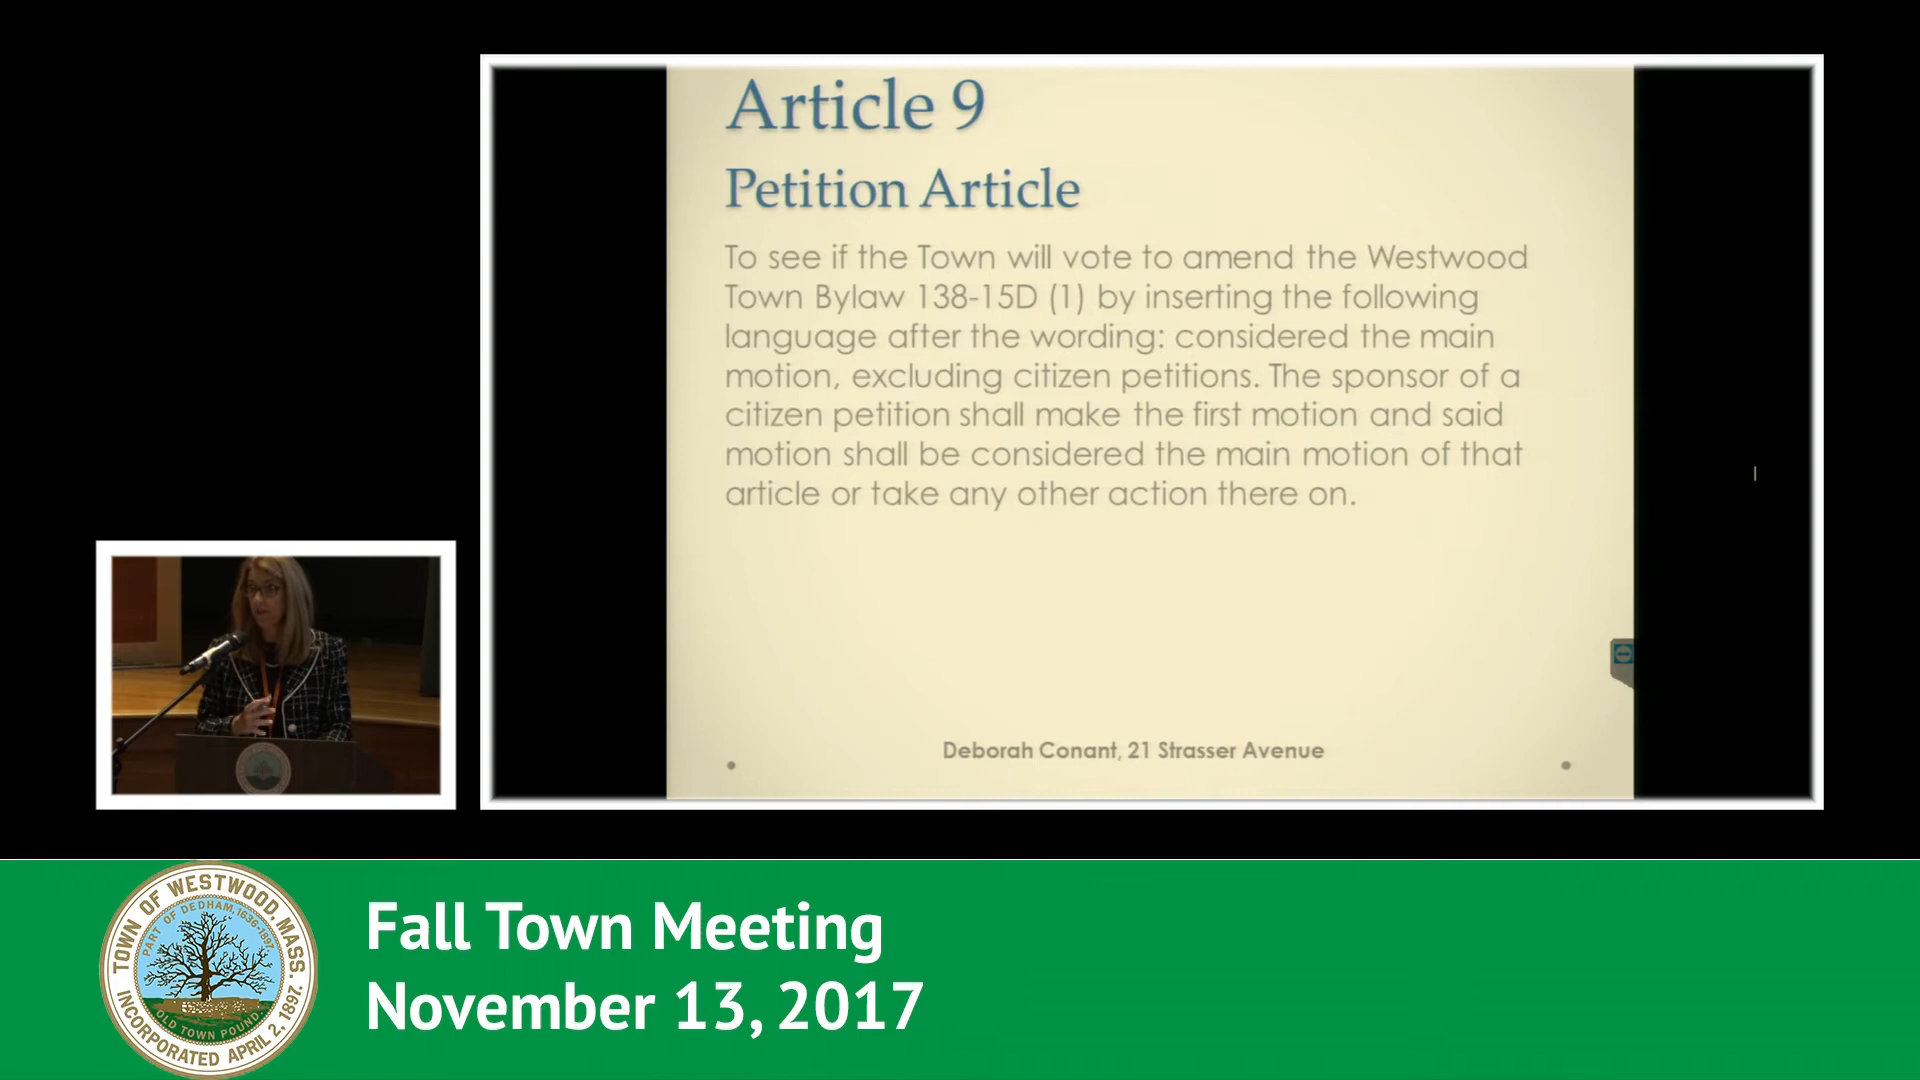 Article 9
Petition Article
To see if the Town will vote to amend the Westwood
Town Bylaw 138-15D (1) by inserting the following
language after the wording: considered the main
motion, excluding citizen petitions. The sponsor of a
citizen petition shall make the first motion and said
motion shall be considered the main motion of that
article or take any other action there on.
Deborah Conant, 21 Strasser Avenue
TOWN OF WESTWOOD, MASS.
PART OF DEDHAM, 1636-1897.
OLD TOWN POUND.
INCORPORATED APRIL 2, 1897.
Fall Town Meeting
November 13, 2017